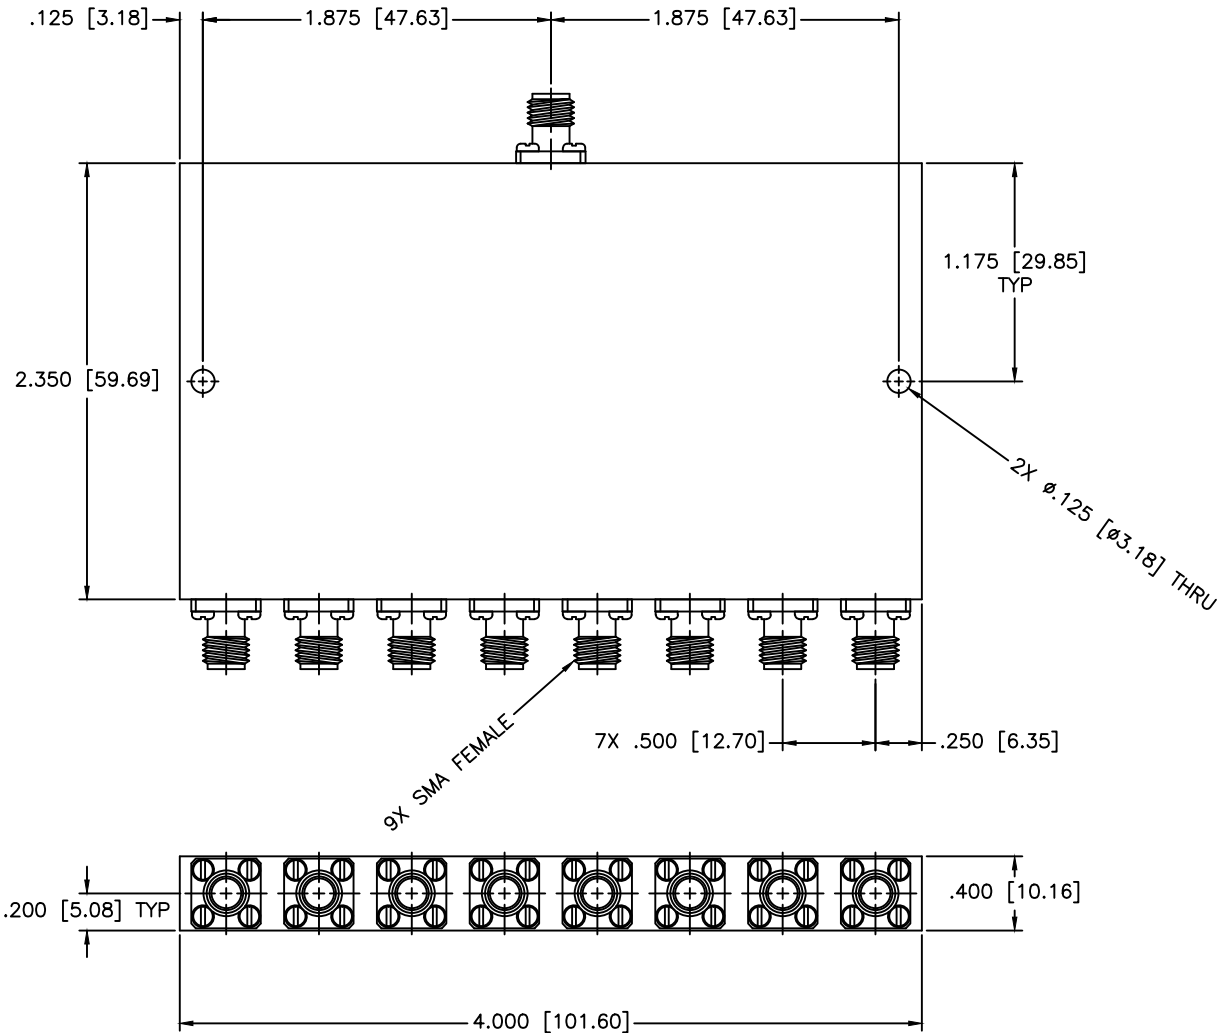 .125 [3.18]
1.875 [47.63]
1.875 [47.63]
1.175 [29.85]
TYP
2.350 [59.69]
2X ø.125 [ø3.18] THRU
9X SMA FEMALE
7X .500 [12.70]
.250 [6.35]
.200 [5.08] TYP
.400 [10.16]
4.000 [101.60]